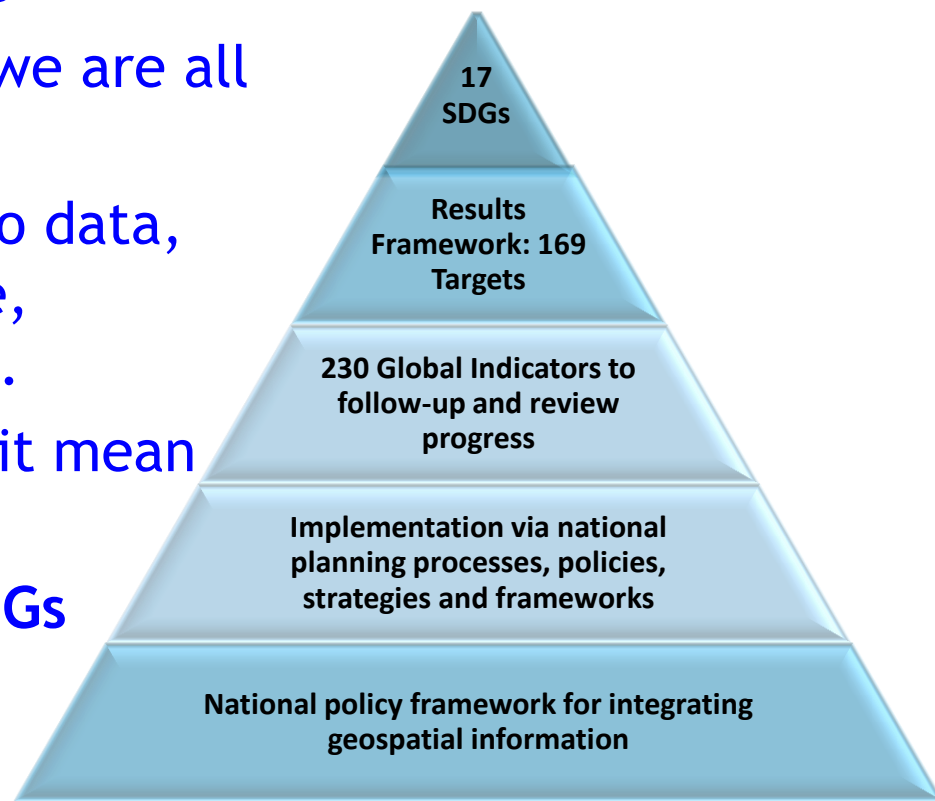 we are all
o data,
e,
.
it mean
Gs
17
SDGs
Results
Framework: 169
Targets
230 Global Indicators to
follow-up and review
progress
Implementation via national
planning processes, policies,
strategies and frameworks
National policy framework for integrating
geospatial information